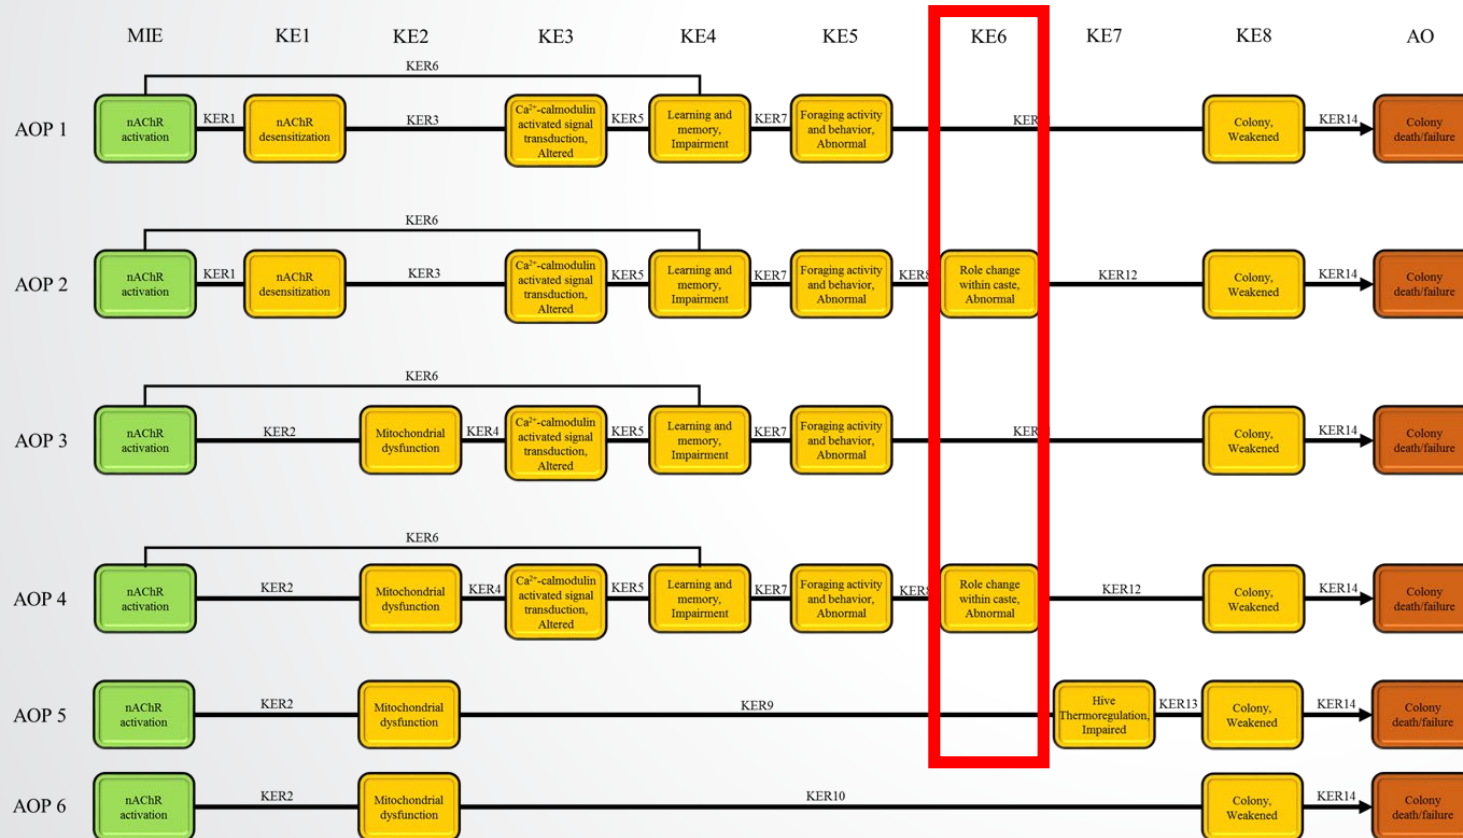 MIE KE1 KE2 KE3 KE4 KE5 KE6 KE7 KE8 AO
KER6
AOP 1
nAChR
activation
KER1
nAChR
desensitization
KER3
Ca²⁺-calmodulin
activated signal
transduction,
Altered
KER5
Learning and
memory,
Impairment
KER7
Foraging activity
and behavior,
Abnormal
KER
Colony,
Weakened
KER14
Colony
death/failure
KER6
AOP 2
nAChR
activation
KER1
nAChR
desensitization
KER3
Ca²⁺-calmodulin
activated signal
transduction,
Altered
KER5
Learning and
memory,
Impairment
KER7
Foraging activity
and behavior,
Abnormal
KER8
Role change
within caste,
Abnormal
KER12
Colony,
Weakened
KER14
Colony
death/failure
KER6
AOP 3
nAChR
activation
KER2
Mitochondrial
dysfunction
KER4
Ca²⁺-calmodulin
activated signal
transduction,
Altered
KER5
Learning and
memory,
Impairment
KER7
Foraging activity
and behavior,
Abnormal
KER
Colony,
Weakened
KER14
Colony
death/failure
KER6
AOP 4
nAChR
activation
KER2
Mitochondrial
dysfunction
KER4
Ca²⁺-calmodulin
activated signal
transduction,
Altered
KER5
Learning and
memory,
Impairment
KER7
Foraging activity
and behavior,
Abnormal
KER8
Role change
within caste,
Abnormal
KER12
Colony,
Weakened
KER14
Colony
death/failure
AOP 5
nAChR
activation
KER2
Mitochondrial
dysfunction
KER9
Hive
Thermoregulation,
Impaired
KER13
Colony,
Weakened
KER14
Colony
death/failure
AOP 6
nAChR
activation
KER2
Mitochondrial
dysfunction
KER10
Colony,
Weakened
KER14
Colony
death/failure